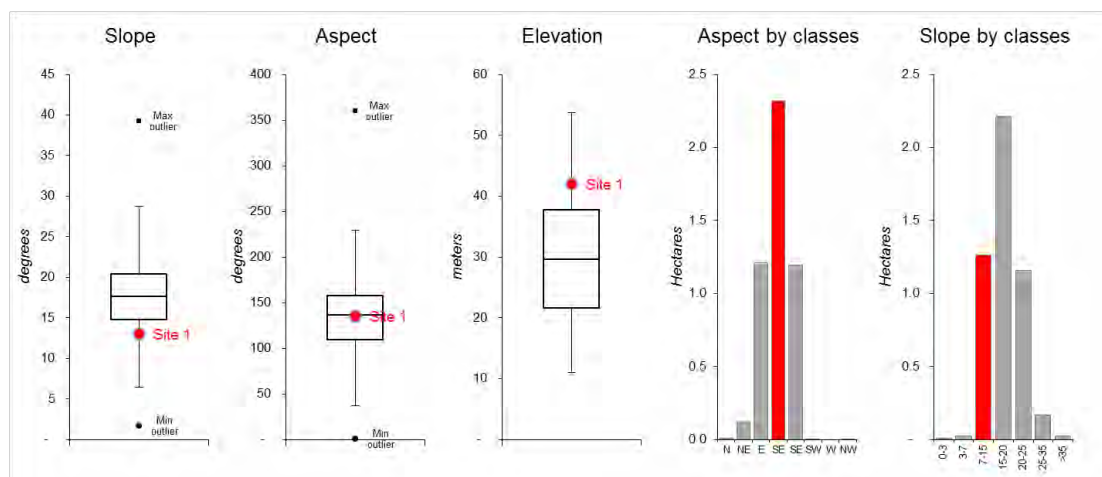 Slope
Aspect
Elevation
Aspect by classes
Slope by classes
degrees
45
40
35
30
25
20
15
10
5
-
Max
outlier
Site 1
Min
outlier
degrees
400
350
300
250
200
150
100
50
-
Max
outlier
Site 1
Min
outlier
meters
60
50
40
30
20
10
-
Site 1
Hectares
2.5
2.0
1.5
1.0
0.5
0.0
N NE E SE SE SW W NW
Hectares
2.5
2.0
1.5
1.0
0.5
-
0-3
3-7
7-15
15-20
20-25
25-35
>35